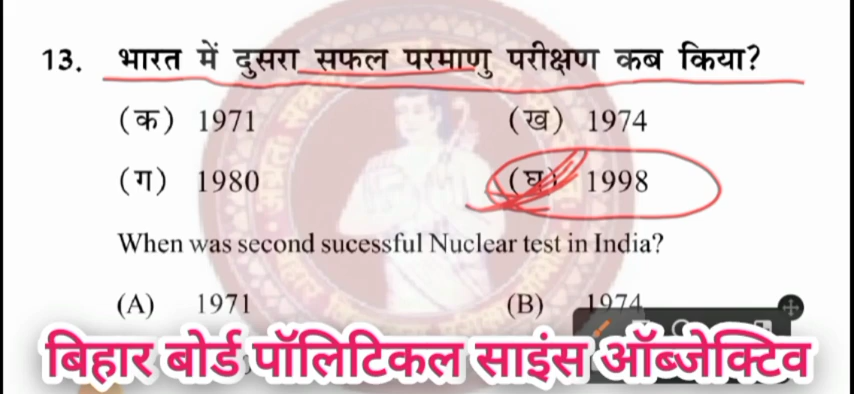 13. भारत में दुसरा सफल परमाणु परीक्षण कब किया?
(क) 1971 (ख) 1974
(ग) 1980 (घ) 1998
When was second sucessful Nuclear test in India?
(A) 1971 (B) 1974
बिहार बोर्ड पॉलिटिकल साइंस ऑब्जेक्टिव